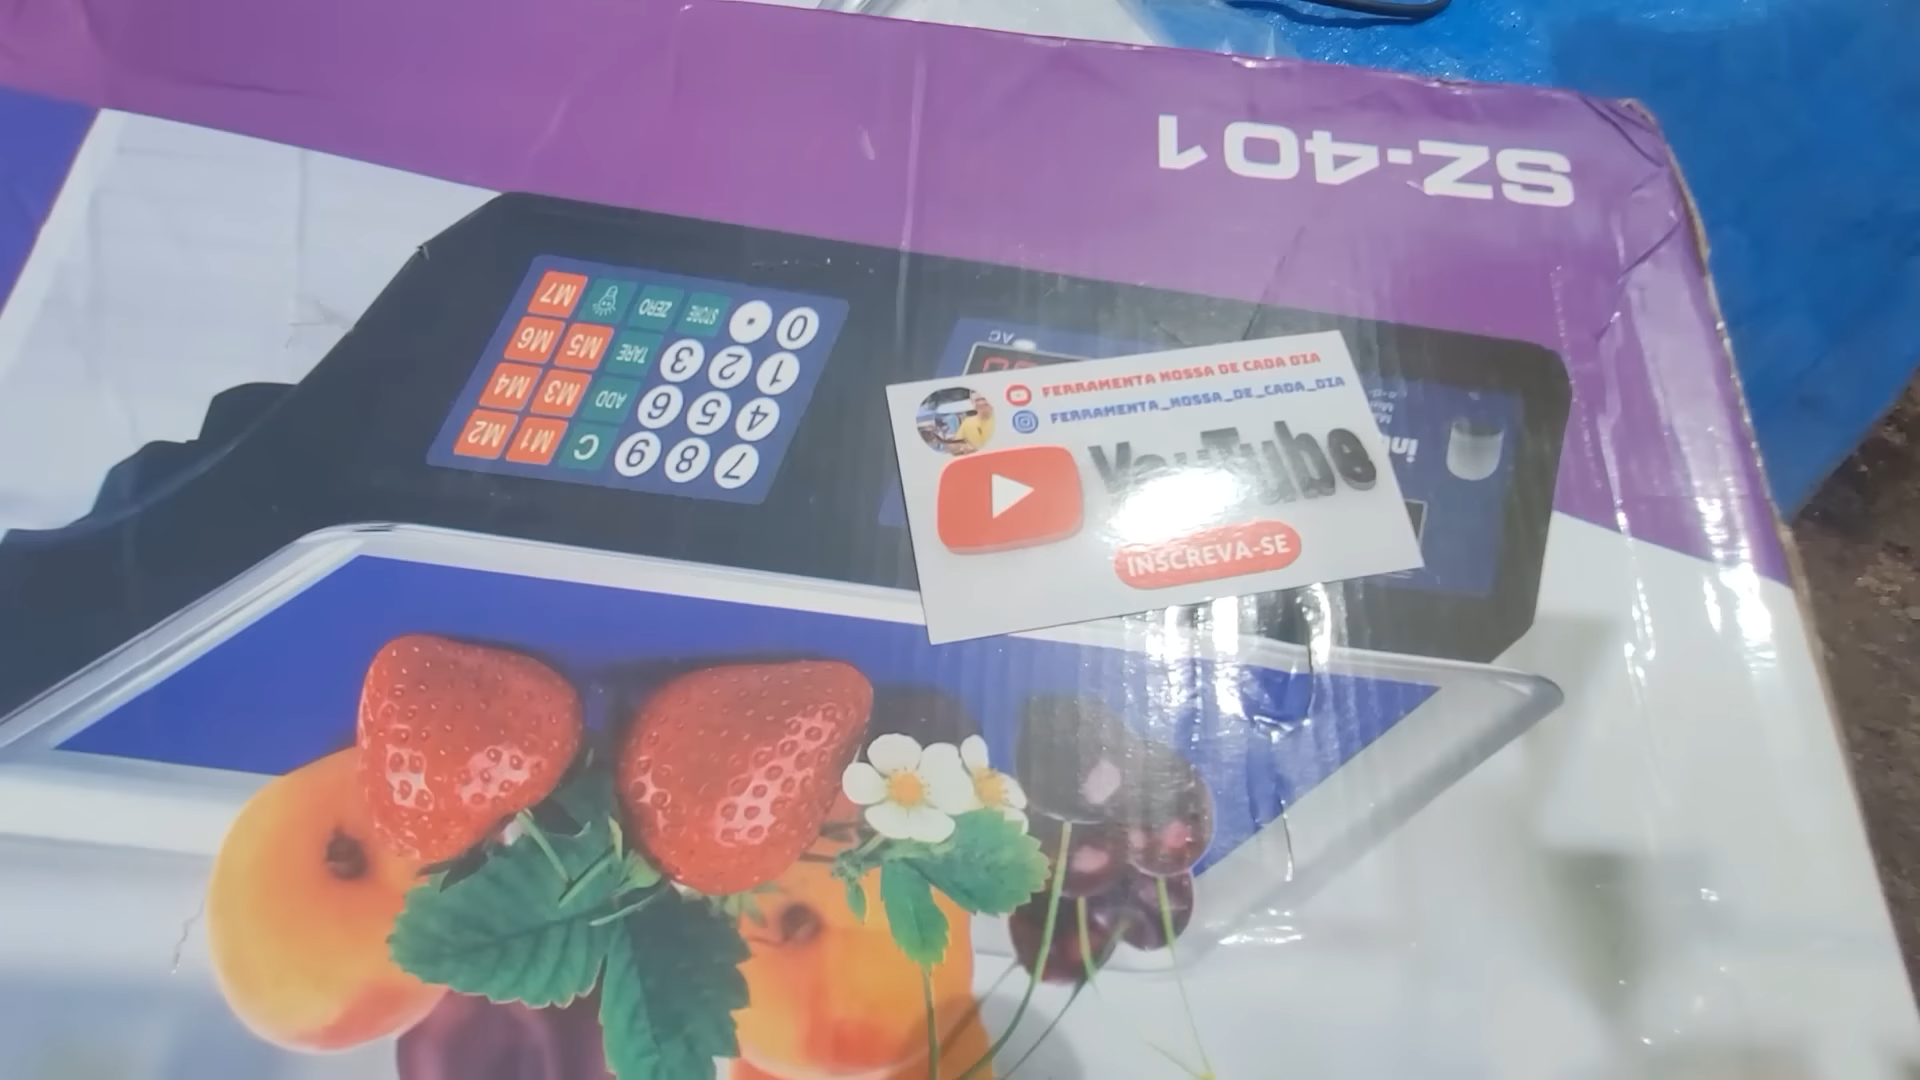 SZ-401
FERRAMENTA NOSSA DE CADA DIA
FERRAMENTA_NOSSA_DE_CADA_DIA
YouTube
INSCREVA-SE
AC
7 8 9 C M1 M2
4 5 6 ADD M3 M4
1 2 3 TARE M5 M6
0 • STORE ZERO M7